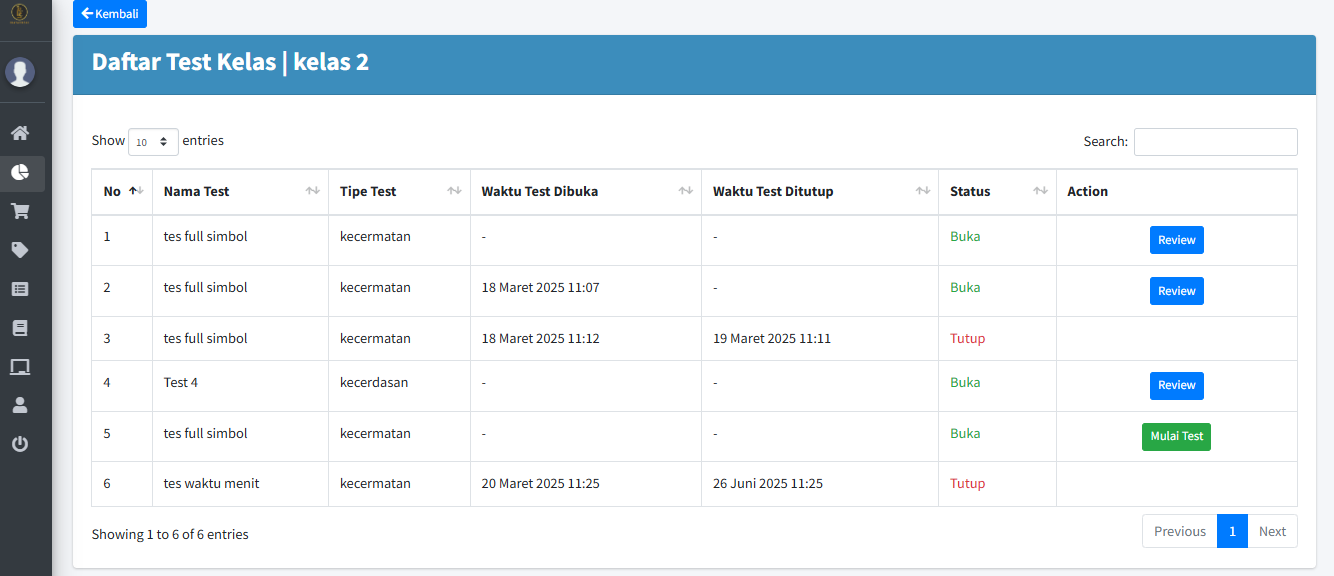 Kembali
Daftar Test Kelas | kelas 2
Show 10 entries
Search:
No Nama Test Tipe Test Waktu Test Dibuka Waktu Test Ditutup Status Action
1 tes full simbol kecermatan - - Buka Review
2 tes full simbol kecermatan 18 Maret 2025 11:07 - Buka Review
3 tes full simbol kecermatan 18 Maret 2025 11:12 19 Maret 2025 11:11 Tutup
4 Test 4 kecerdasan - - Buka Review
5 tes full simbol kecermatan - - Buka Mulai Test
6 tes waktu menit kecermatan 20 Maret 2025 11:25 26 Juni 2025 11:25 Tutup
Showing 1 to 6 of 6 entries
Previous 1 Next